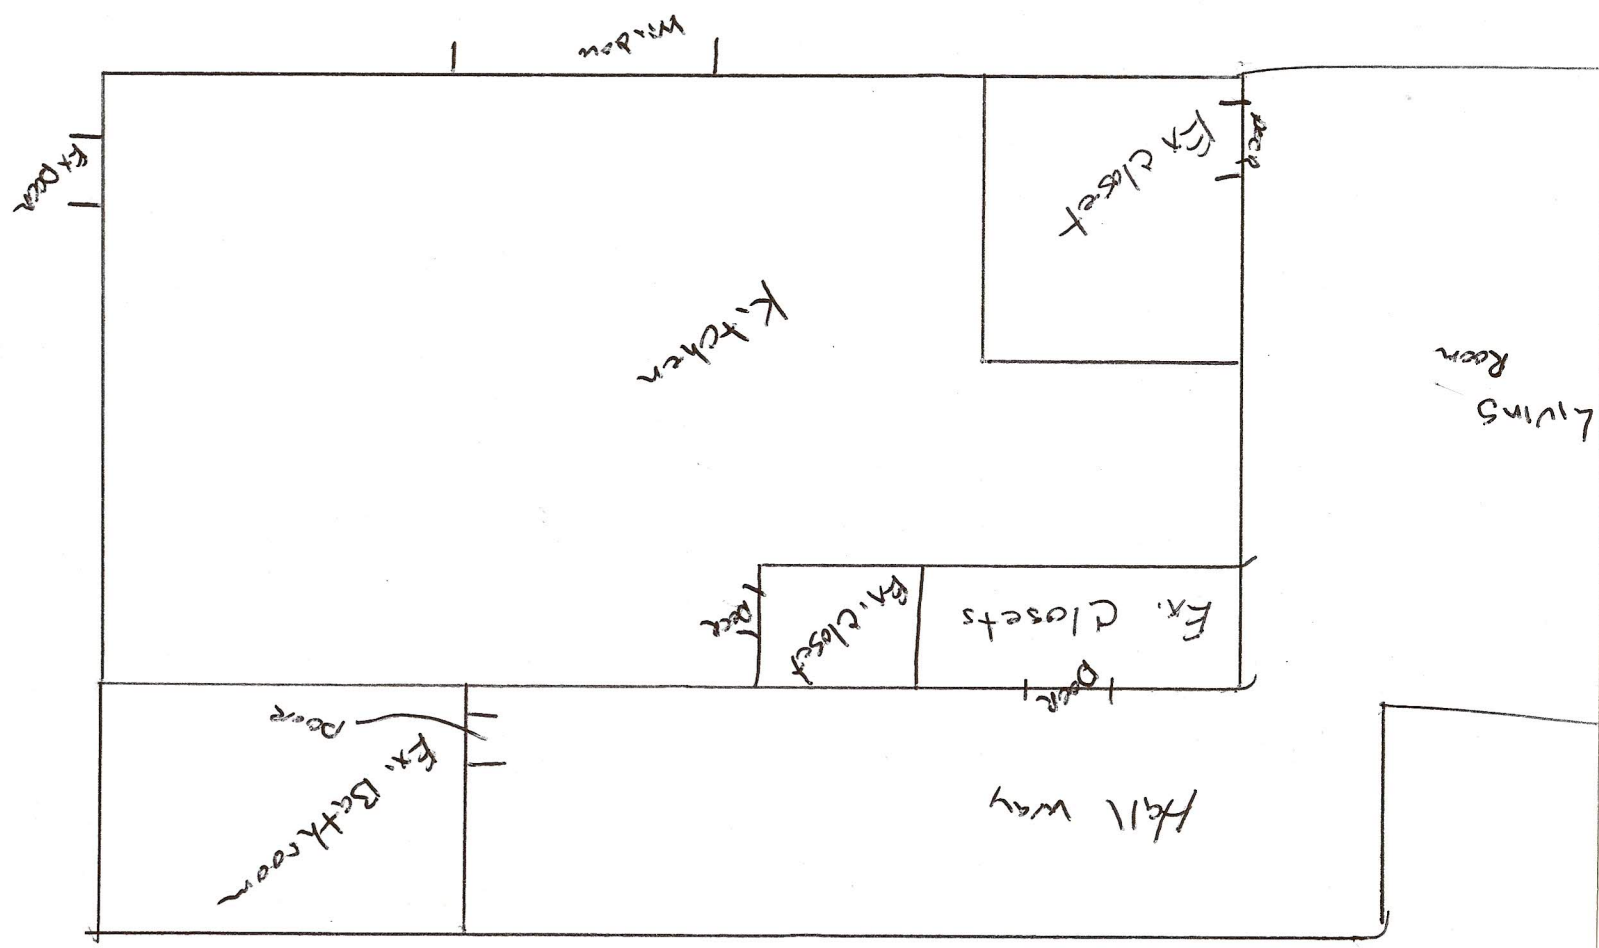 Hall way
Ex. Bathroom
Door
Door
Ex. Closets
Ex. Closet
Door
Living
Room
Kitchen
Ex Closet
Door
Ex Door
Window